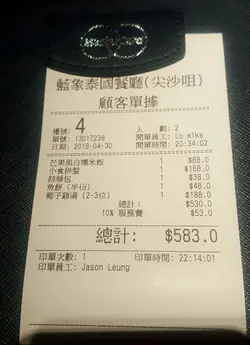 藍象泰國餐廳(尖沙咀)
顧客單據
檯號: 4 人 數: 2
單號: 13017238 開單員工: Lo mike
日期: 2018-04-30 開單時間: 20:34:02
芒果蛋白糯米飯 1 $88.0
小食拼盤 1 $168.0
蒜蓉包 1 $38.0
魚餅 (半份) 1 $48.0
椰子雞湯 (2-3位) 1 $188.0
總計: $530.0
10% 服務費 $53.0
總計: $583.0
印單次數: 1 印單時間: 22:14:01
印單員工: Jason Leung